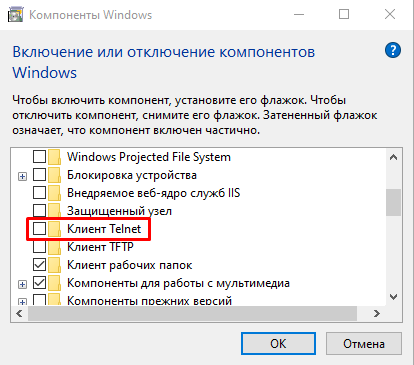 Компоненты Windows
Включение или отключение компонентов
Windows
?
Чтобы включить компонент, установите его флажок. Чтобы
отключить компонент, снимите его флажок. Затененный флажок
означает, что компонент включен частично.
Windows Projected File System
Блокировка устройства
Внедряемое веб-ядро служб IIS
Защищенный узел
Клиент Telnet
Клиент TFTP
Клиент рабочих папок
Компоненты для работы с мультимедиа
Компоненты прежних версий
ОК
Отмена